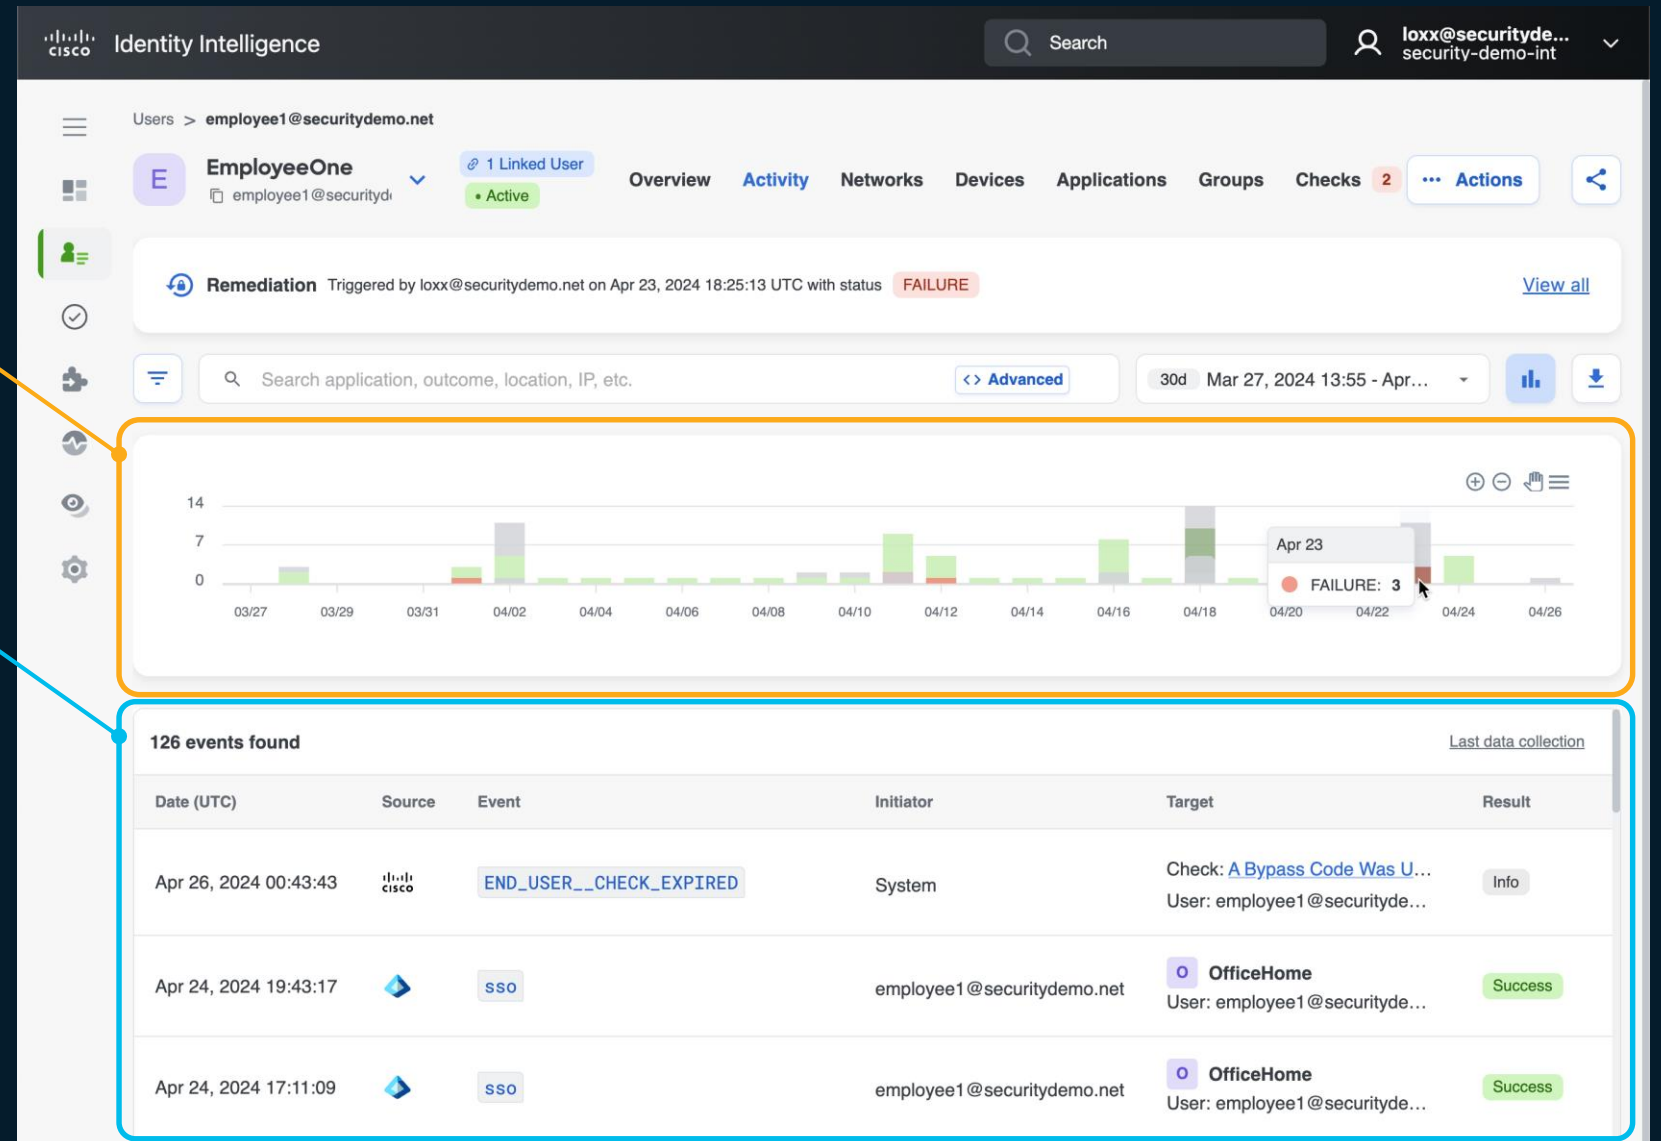 cisco Identity Intelligence
Search
loxx@securityde...
security-demo-int
Users > employee1@securitydemo.net
E
EmployeeOne
employee1@securityd
1 Linked User
• Active
Overview Activity Networks Devices Applications Groups Checks 2 ••• Actions
Remediation Triggered by loxx@securitydemo.net on Apr 23, 2024 18:25:13 UTC with status FAILURE
View all
Search application, outcome, location, IP, etc.
<> Advanced
30d Mar 27, 2024 13:55 - Apr...
14
7
0
Apr 23
FAILURE: 3
03/27 03/29 03/31 04/02 04/04 04/06 04/08 04/10 04/12 04/14 04/16 04/18 04/20 04/22 04/24 04/26
126 events found
Last data collection
Date (UTC) Source Event Initiator Target Result
Apr 26, 2024 00:43:43 cisco END_USER__CHECK_EXPIRED System
Check: A Bypass Code Was U...
User: employee1@securityde...
Info
Apr 24, 2024 19:43:17 sso employee1@securitydemo.net
O OfficeHome
User: employee1@securityde...
Success
Apr 24, 2024 17:11:09 sso employee1@securitydemo.net
O OfficeHome
User: employee1@securityde...
Success